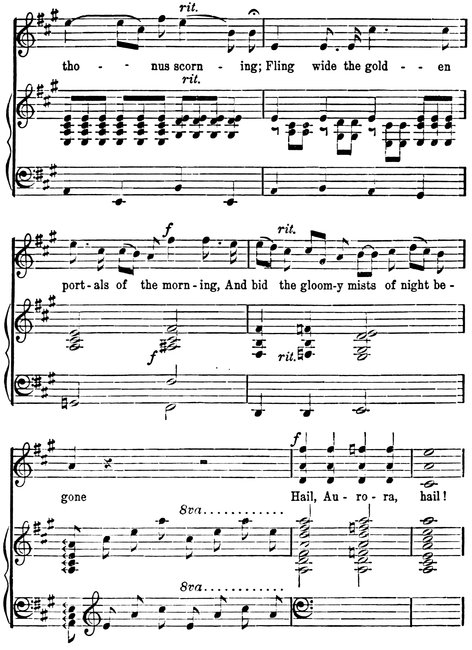 rit.
tho - - nus scorn - ing; Fling wide the gold - - en
rit.
f rit.
port-als of the morn-ing, And bid the gloom-y mists of night be-
f rit.
f
gone Hail, Au-ro-ra, hail!
8va............
8va............